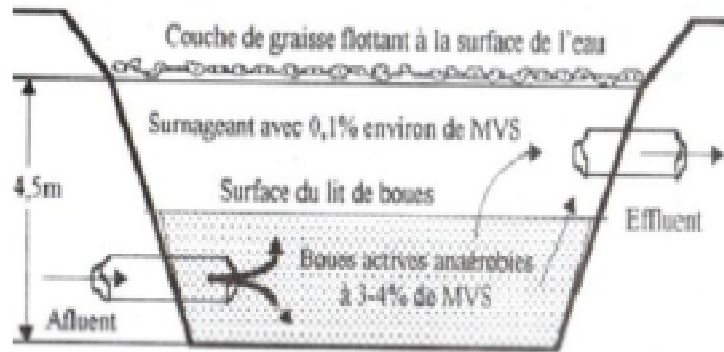 Couche de graisse flottant à la surface de l'eau
Surnageant avec 0,1% environ de MVS
4,5m
Surface du lit de boues
Effluent
Boues actives anaérobies
à 3-4% de MVS
Afluent